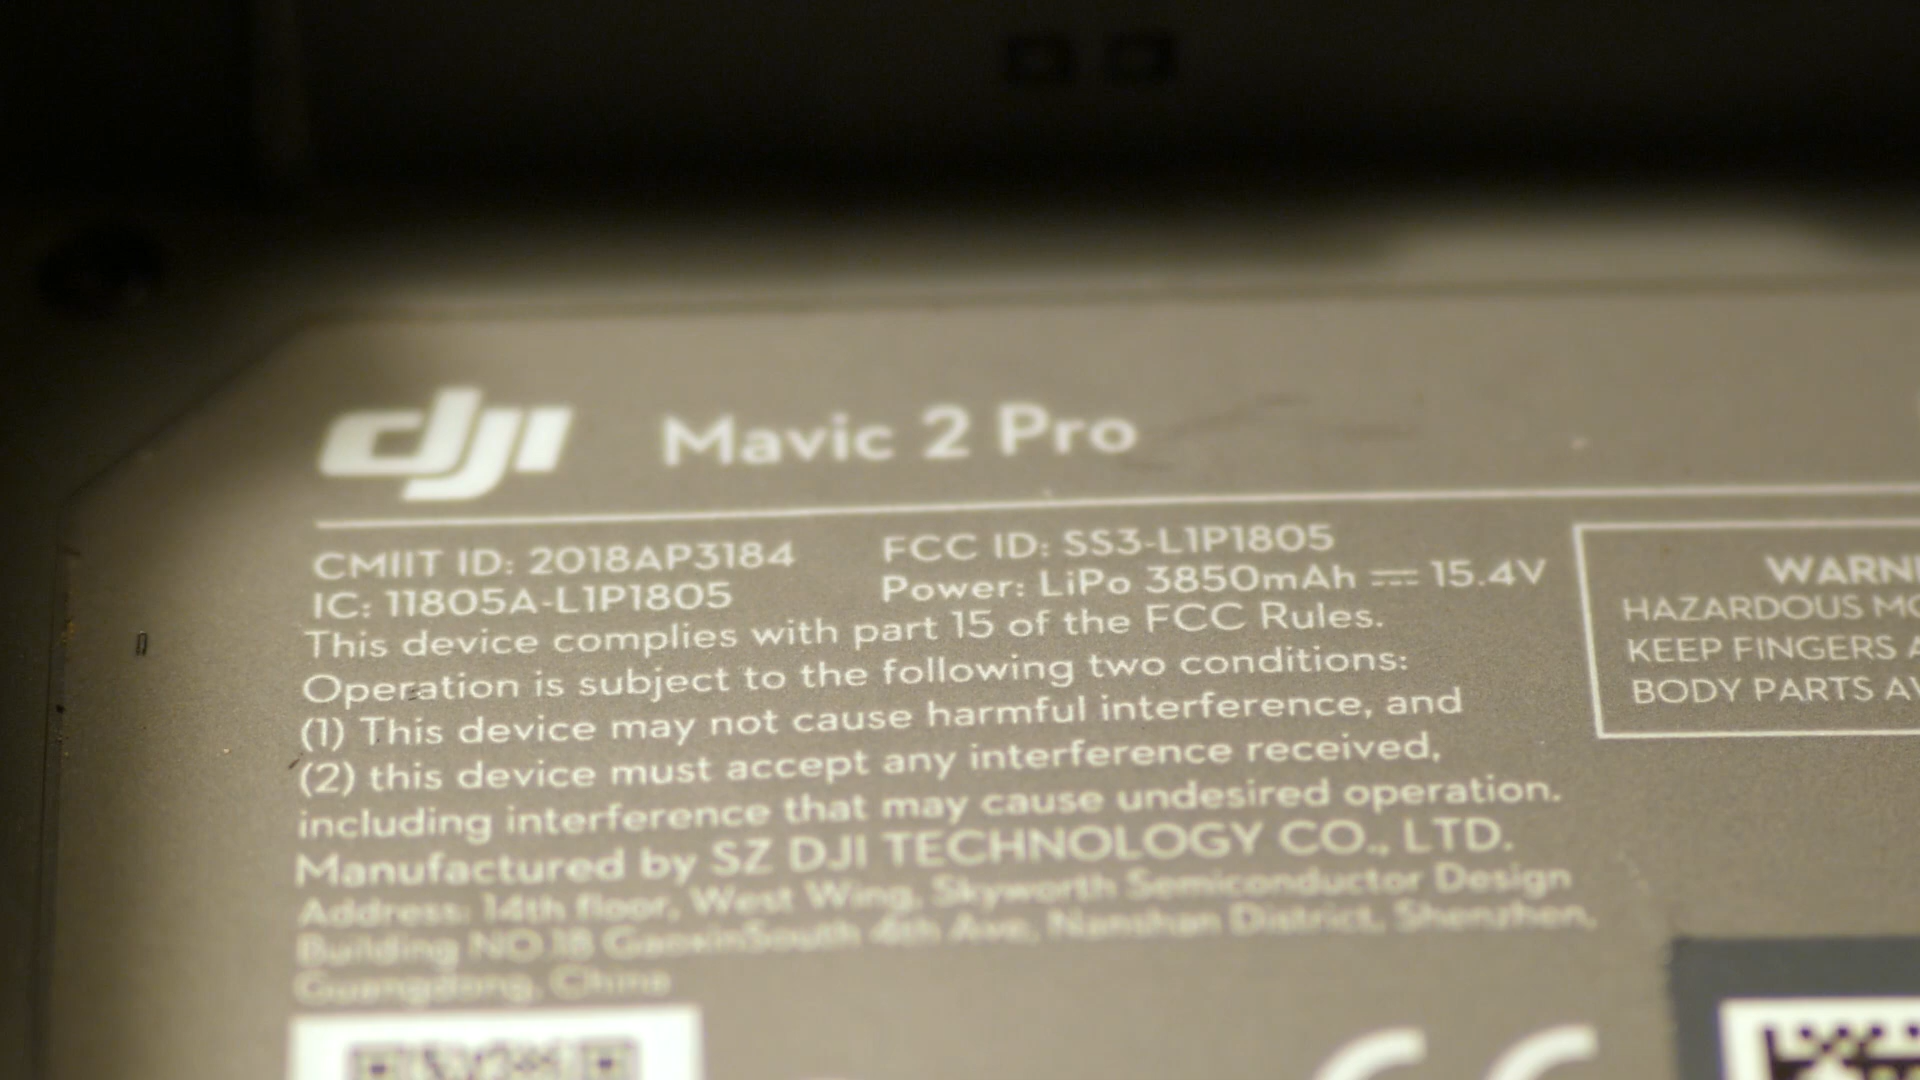 dji Mavic 2 Pro
CMIIT ID: 2018AP3184 FCC ID: SS3-L1P1805
IC: 11805A-L1P1805 Power: LiPo 3850mAh ⎓ 15.4V
This device complies with part 15 of the FCC Rules.
Operation is subject to the following two conditions:
(1) This device may not cause harmful interference, and
(2) this device must accept any interference received,
including interference that may cause undesired operation.
Manufactured by SZ DJI TECHNOLOGY CO., LTD.
Address: 14th floor, West Wing, Skyworth Semiconductor Design
Building NO.18 GaoxinSouth 4th Ave, Nanshan District, Shenzhen,
Guangdong, China
HAZARDOUS
KEEP FINGERS
BODY PARTS
CE